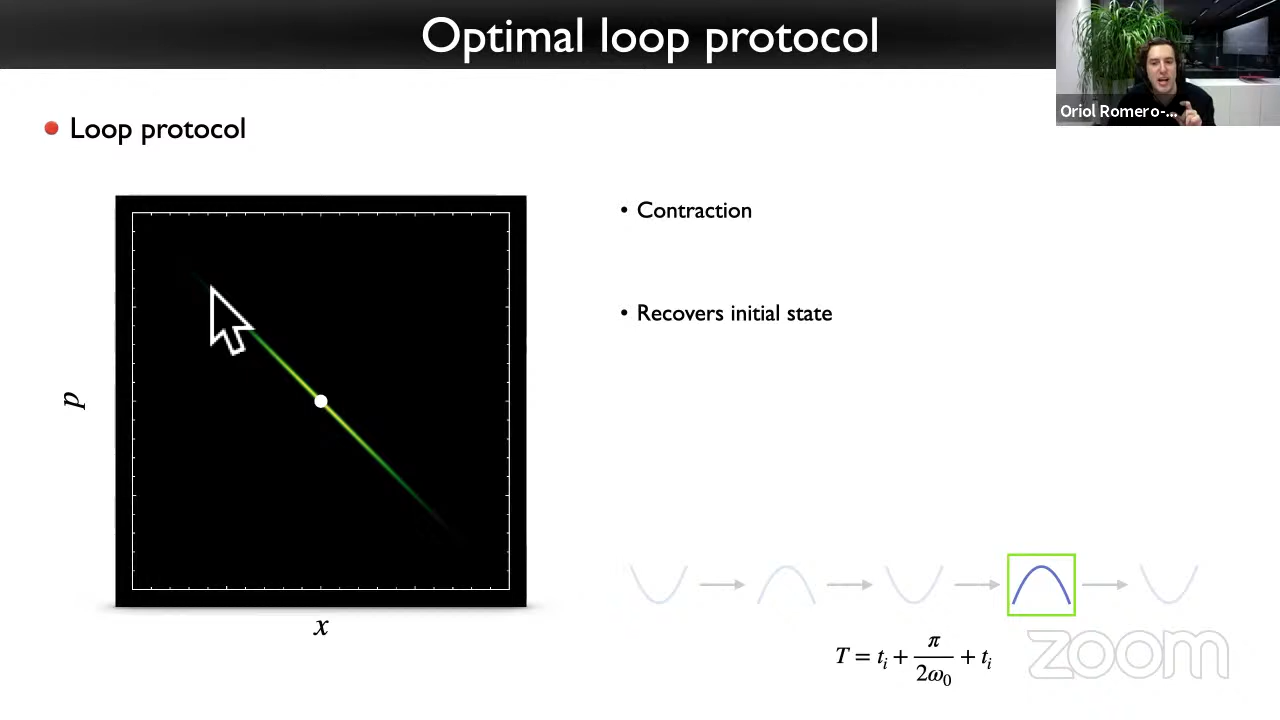 Optimal loop protocol
Oriol Romero-...
Loop protocol
• Contraction
• Recovers initial state
p
x
T = t_i + π/2ω_0 + t_i
zoom